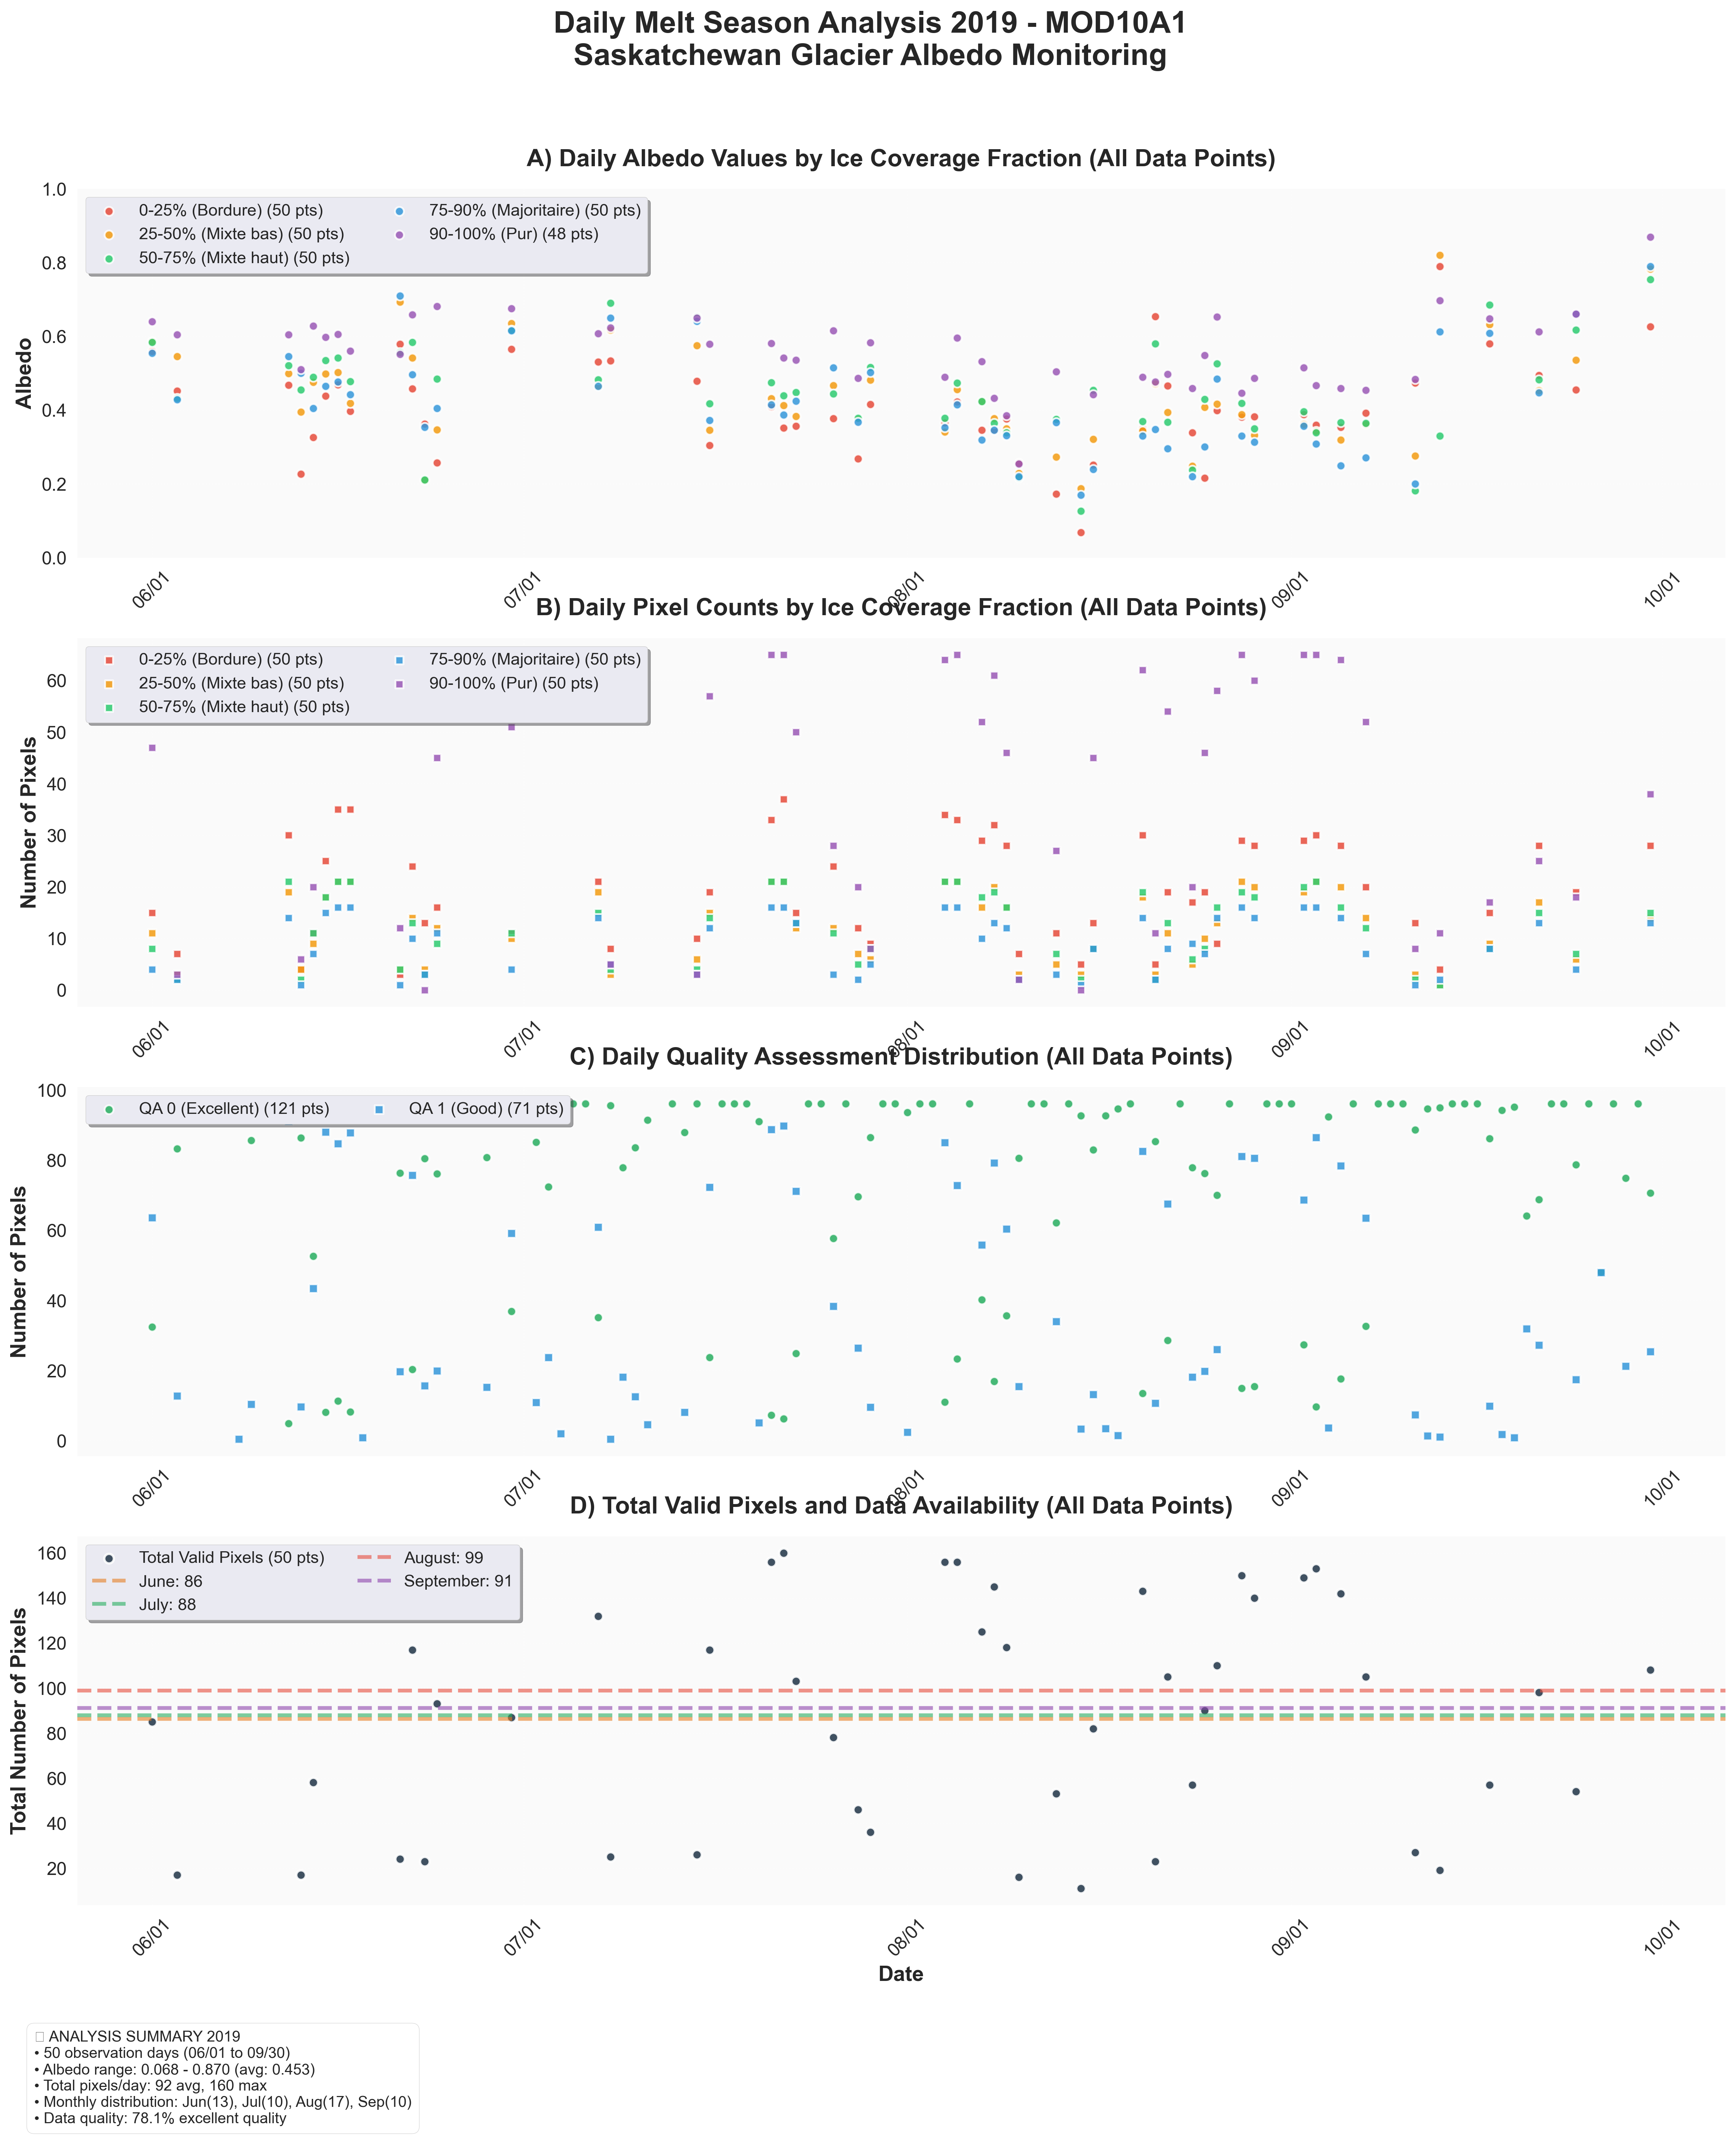 Daily Melt Season Analysis 2019 - MOD10A1
Saskatchewan Glacier Albedo Monitoring
A) Daily Albedo Values by Ice Coverage Fraction (All Data Points)
Albedo
1.0
0.8
0.6
0.4
0.2
0.0
0-25% (Bordure) (50 pts)
25-50% (Mixte bas) (50 pts)
50-75% (Mixte haut) (50 pts)
75-90% (Majoritaire) (50 pts)
90-100% (Pur) (48 pts)
06/01
07/01
08/01
09/01
10/01
B) Daily Pixel Counts by Ice Coverage Fraction (All Data Points)
Number of Pixels
60
50
40
30
20
10
0
0-25% (Bordure) (50 pts)
25-50% (Mixte bas) (50 pts)
50-75% (Mixte haut) (50 pts)
75-90% (Majoritaire) (50 pts)
90-100% (Pur) (50 pts)
06/01
07/01
08/01
09/01
10/01
C) Daily Quality Assessment Distribution (All Data Points)
Number of Pixels
100
80
60
40
20
0
QA 0 (Excellent) (121 pts)
QA 1 (Good) (71 pts)
06/01
07/01
08/01
09/01
10/01
D) Total Valid Pixels and Data Availability (All Data Points)
Total Number of Pixels
160
140
120
100
80
60
40
20
Total Valid Pixels (50 pts)
June: 86
July: 88
August: 99
September: 91
06/01
07/01
08/01
09/01
10/01
Date
ANALYSIS SUMMARY 2019
• 50 observation days (06/01 to 09/30)
• Albedo range: 0.068 - 0.870 (avg: 0.453)
• Total pixels/day: 92 avg, 160 max
• Monthly distribution: Jun(13), Jul(10), Aug(17), Sep(10)
• Data quality: 78.1% excellent quality